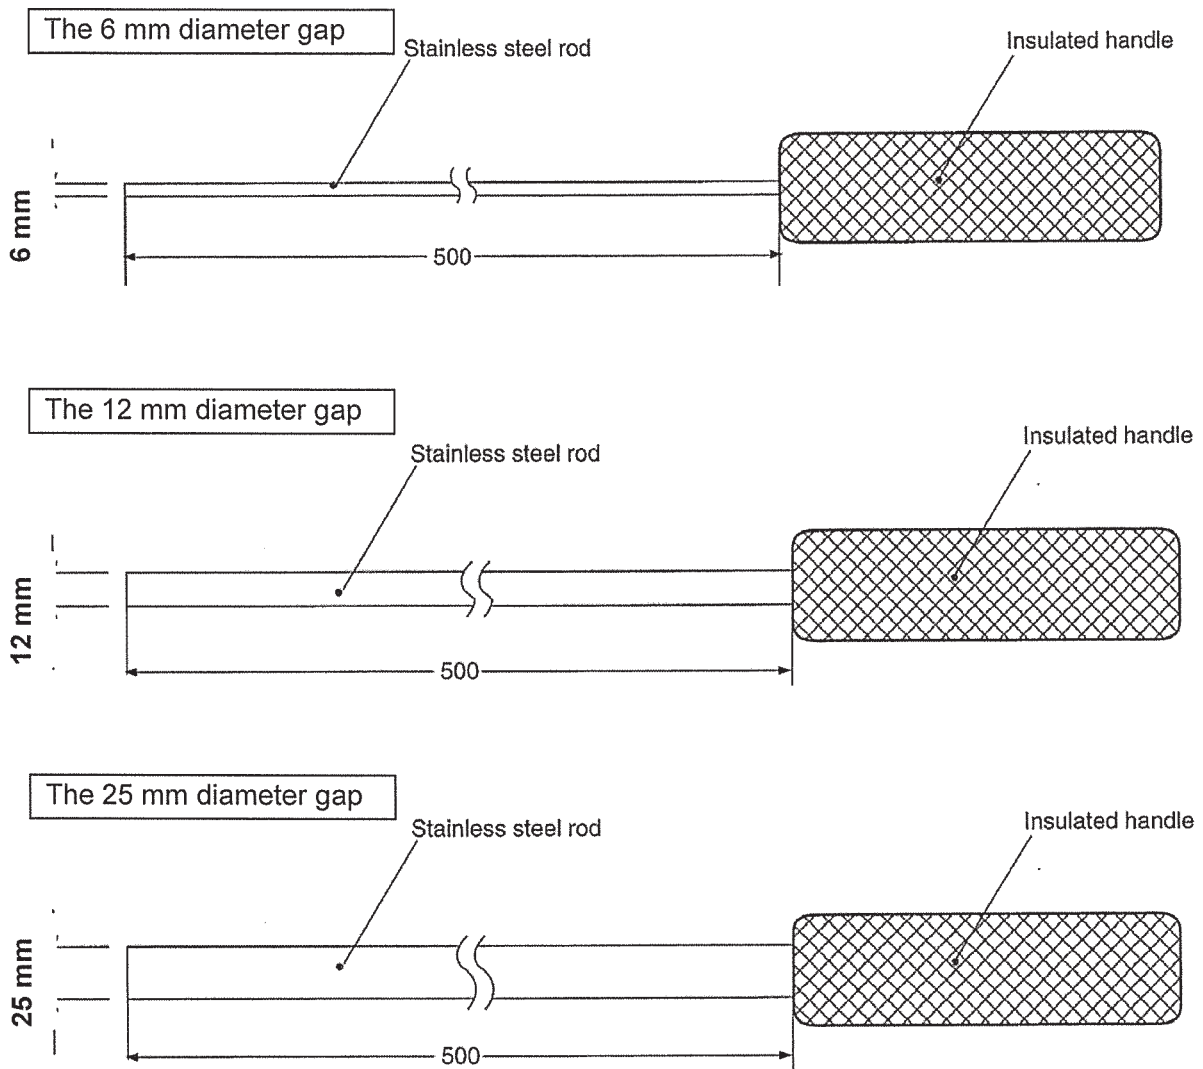 The 6 mm diameter gap
Stainless steel rod
Insulated handle
6 mm
500
The 12 mm diameter gap
Stainless steel rod
Insulated handle
12 mm
500
The 25 mm diameter gap
Stainless steel rod
Insulated handle
25 mm
500